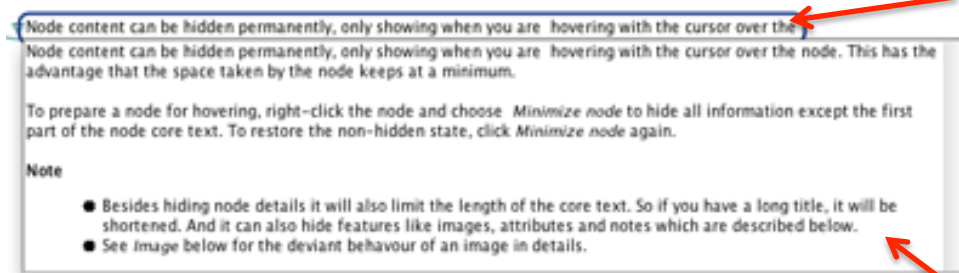 Node content can be hidden permanently, only showing when you are  hovering with the cursor over the
Node content can be hidden permanently, only showing when you are  hovering with the cursor over the node. This has the
advantage that the space taken by the node keeps at a minimum.
To prepare a node for hovering, right-click the node and choose  Minimize node to hide all information except the first
part of the node core text. To restore the non-hidden state, click Minimize node again.
Note
● Besides hiding node details it will also limit the length of the core text. So if you have a long title, it will be
shortened. And it can also hide features like images, attributes and notes which are described below.
● See Image below for the deviant behavour of an image in details.